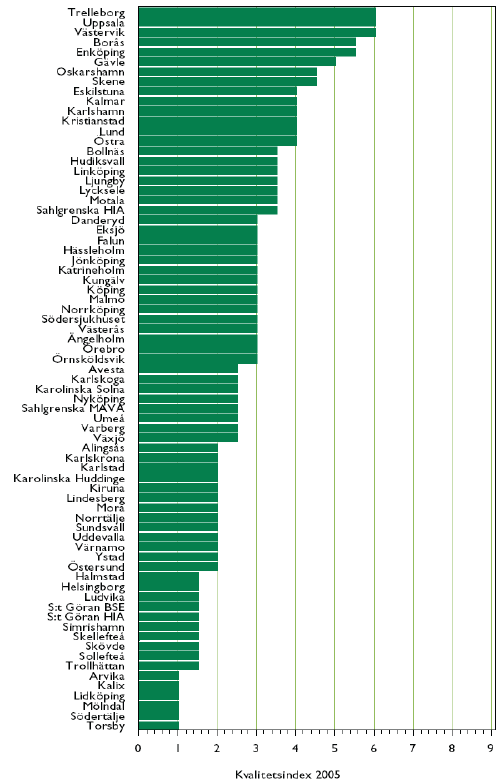 Trelleborg
Uppsala
Västervik
Borås
Enköping
Gävle
Oskarshamn
Skene
Eskilstuna
Kalmar
Karlshamn
Kristianstad
Lund
Östra
Bollnäs
Hudiksvall
Linköping
Ljungby
Lycksele
Motala
Sahlgrenska HIA
Danderyd
Eksjö
Falun
Hässleholm
Jönköping
Katrineholm
Kungälv
Köping
Malmö
Norrköping
Södersjukhuset
Västerås
Ängelholm
Örebro
Örnsköldsvik
Avesta
Karlskoga
Karolinska Solna
Nyköping
Sahlgrenska MAVA
Umeå
Varberg
Växjö
Alingsås
Karlskrona
Karlstad
Karolinska Huddinge
Kiruna
Lindesberg
Mora
Norrtälje
Sundsvall
Uddevalla
Värnamo
Ystad
Östersund
Halmstad
Helsingborg
Ludvika
S:t Göran BSE
S:t Göran HIA
Simrishamn
Skellefteå
Skövde
Sollefteå
Trollhättan
Arvika
Kalix
Lidköping
Mölndal
Södertälje
Torsby
0 1 2 3 4 5 6 7 8 9
Kvalitetsindex 2005